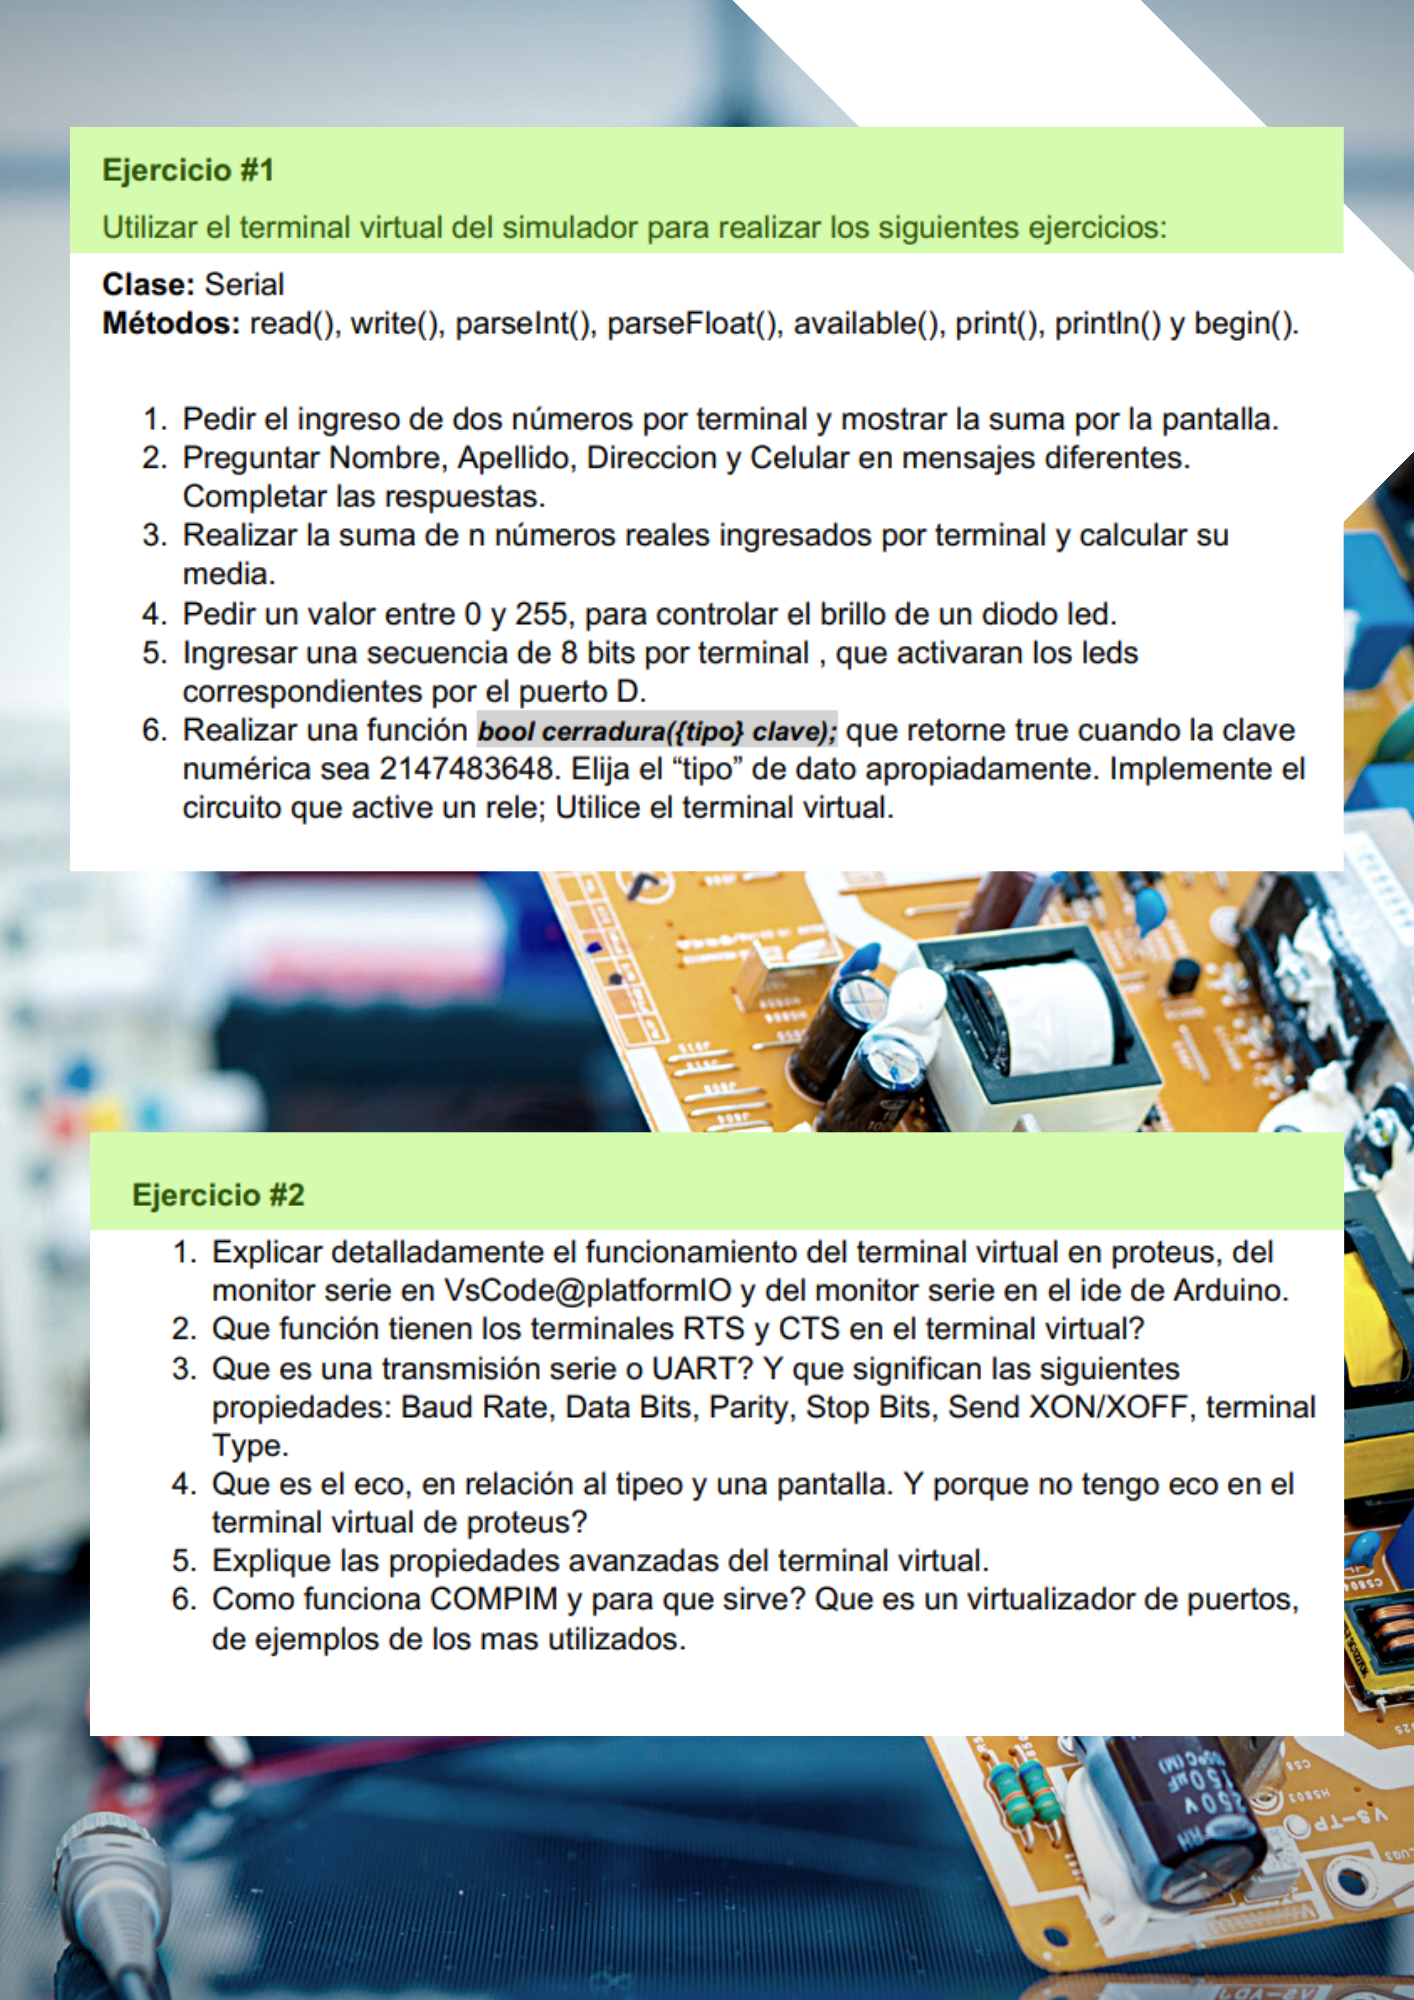 Ejercicio #1
Utilizar el terminal virtual del simulador para realizar los siguientes ejercicios:
Clase: Serial
Métodos: read(), write(), parseInt(), parseFloat(), available(), print(), println() y begin().
1. Pedir el ingreso de dos números por terminal y mostrar la suma por la pantalla.
2. Preguntar Nombre, Apellido, Direccion y Celular en mensajes diferentes.
Completar las respuestas.
3. Realizar la suma de n números reales ingresados por terminal y calcular su
media.
4. Pedir un valor entre 0 y 255, para controlar el brillo de un diodo led.
5. Ingresar una secuencia de 8 bits por terminal , que activaran los leds
correspondientes por el puerto D.
6. Realizar una función bool cerradura({tipo} clave); que retorne true cuando la clave
numérica sea 2147483648. Elija el “tipo” de dato apropiadamente. Implemente el
circuito que active un rele; Utilice el terminal virtual.
Ejercicio #2
1. Explicar detalladamente el funcionamiento del terminal virtual en proteus, del
monitor serie en VsCode@platformIO y del monitor serie en el ide de Arduino.
2. Que función tienen los terminales RTS y CTS en el terminal virtual?
3. Que es una transmisión serie o UART? Y que significan las siguientes
propiedades: Baud Rate, Data Bits, Parity, Stop Bits, Send XON/XOFF, terminal
Type.
4. Que es el eco, en relación al tipeo y una pantalla. Y porque no tengo eco en el
terminal virtual de proteus?
5. Explique las propiedades avanzadas del terminal virtual.
6. Como funciona COMPIM y para que sirve? Que es un virtualizador de puertos,
de ejemplos de los mas utilizados.